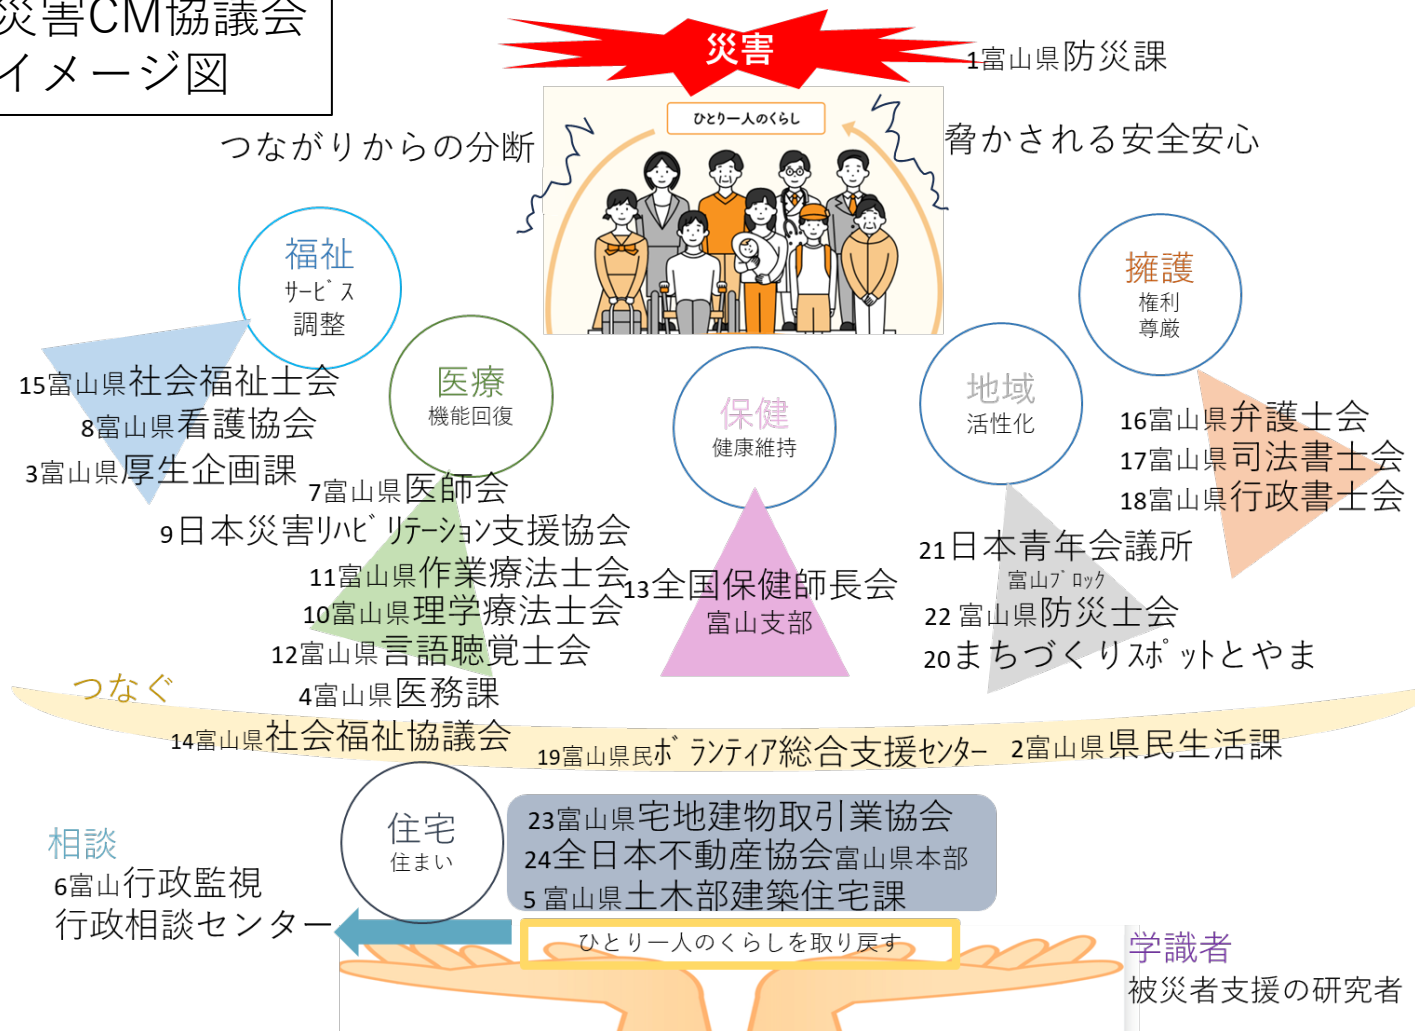 災害CM協議会
イメージ図
災害
1富山県防災課
ひとり一人のくらし
つながりからの分断
脅かされる安全安心
福祉
サービス
調整
擁護
権利
尊厳
医療
機能回復
保健
健康維持
地域
活性化
15富山県社会福祉士会
8富山県看護協会
3富山県厚生企画課
7富山県医師会
9日本災害リハビリテーション支援協会
11富山県作業療法士会
10富山県理学療法士会
12富山県言語聴覚士会
4富山県医務課
13全国保健師長会
富山支部
21日本青年会議所
富山ブロック
22 富山県防災士会
20まちづくりスポットとやま
16富山県弁護士会
17富山県司法書士会
18富山県行政書士会
つなぐ
14富山県社会福祉協議会
19富山県民ボランティア総合支援センター
2富山県県民生活課
住宅
住まい
23富山県宅地建物取引業協会
24全日本不動産協会富山県本部
5 富山県土木部建築住宅課
相談
6富山行政監視
行政相談センター
ひとり一人のくらしを取り戻す
学識者
被災者支援の研究者